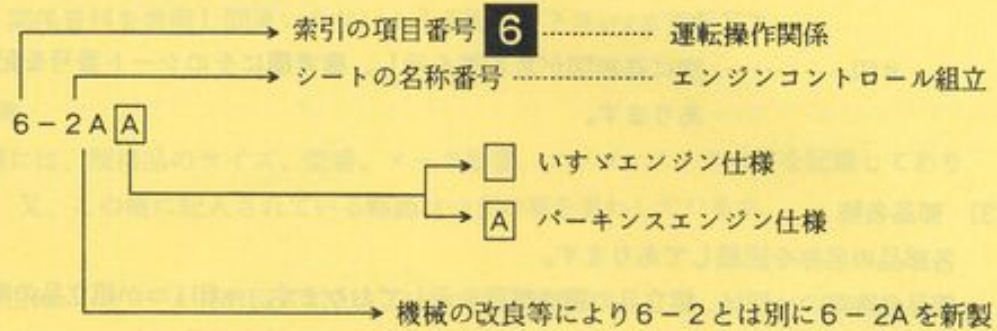 索引の項目番号 6 ………… 運転操作関係
シートの名称番号 ………… エンジンコントロール組立
6－2A A
いすゞエンジン仕様
A パーキンスエンジン仕様
機械の改良等により6－2とは別に6－2Aを新製